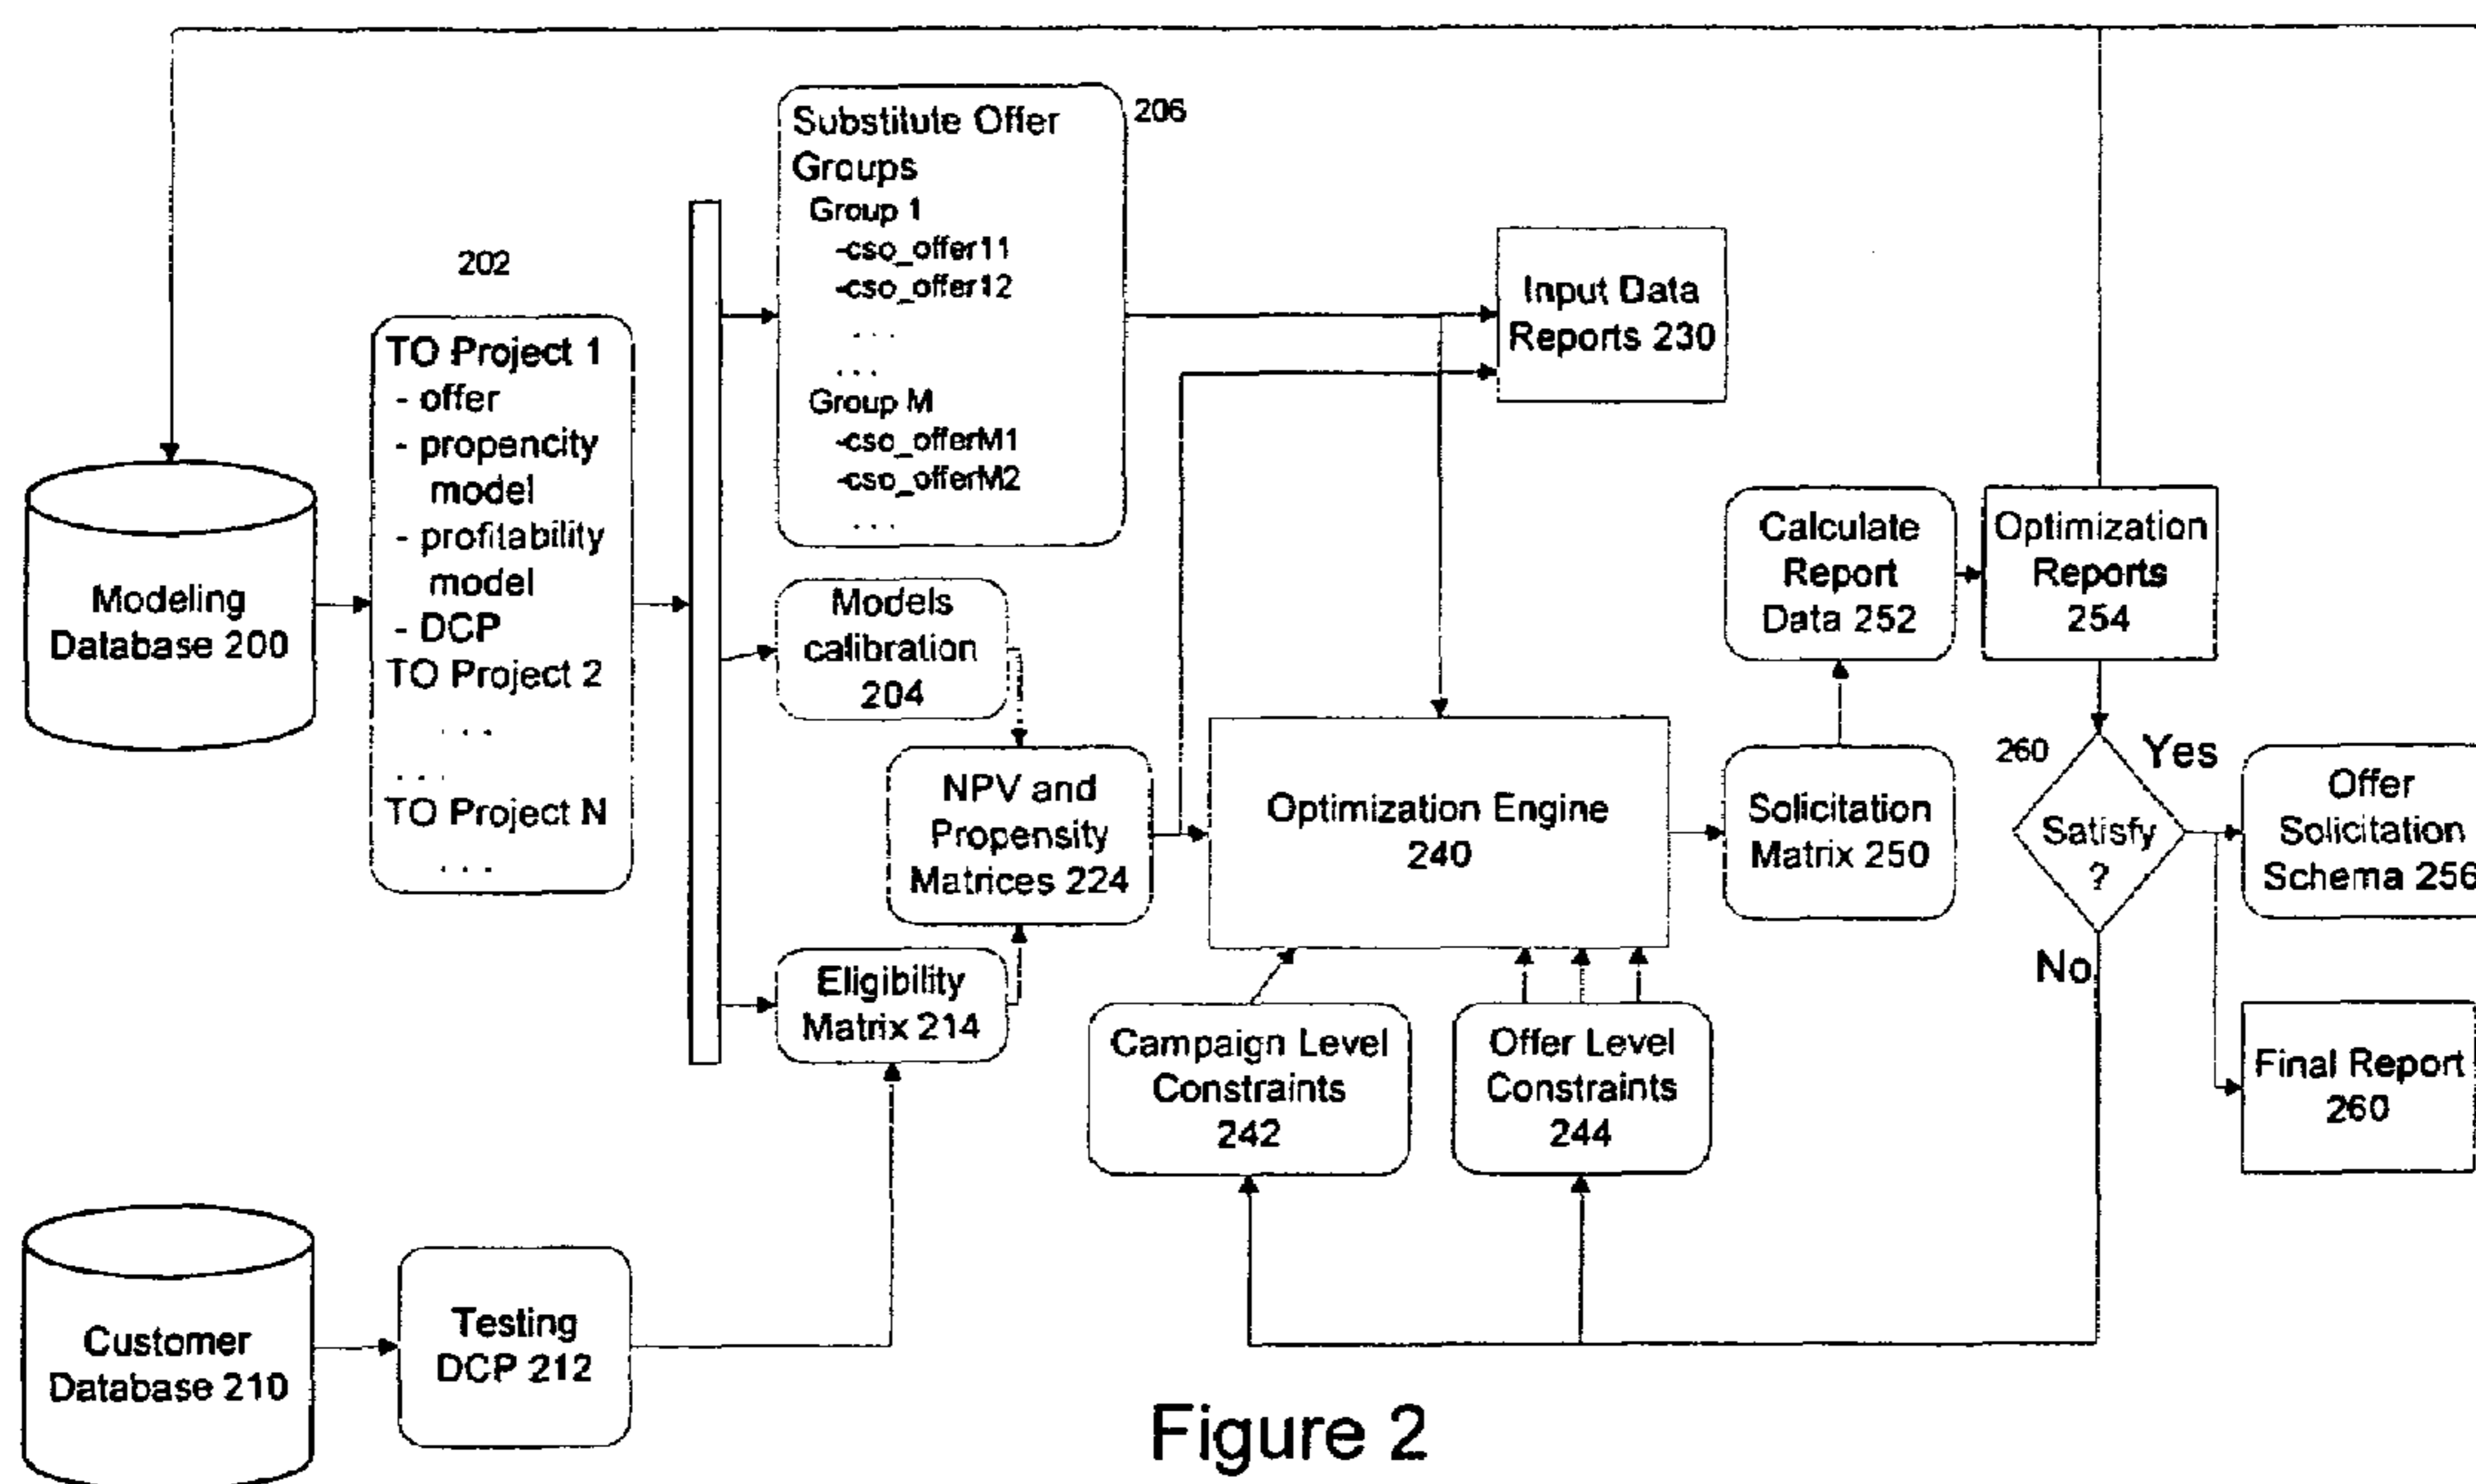 206
Substitute Offer
Groups
Group 1
-cso_offer11
-cso_offer12
. . .
. . .
Group M
-cso_offerM1
-cso_offerM2
. . .
202
TO Project 1
- offer
- propencity
model
- profitability
model
- DCP
TO Project 2
. . .
. . .
TO Project N
. . .
Modeling
Database 200
Input Data
Reports 230
Models
calibration
204
Calculate
Report
Data 252
Optimization
Reports
254
NPV and
Propensity
Matrices 224
Optimization Engine
240
Solicitation
Matrix 250
260
Yes
Satisfy
?
No
Offer
Solicitation
Schema 256
Eligibility
Matrix 214
Campaign Level
Constraints
242
Offer Level
Constraints
244
Final Report
260
Customer
Database 210
Testing
DCP 212
Figure 2